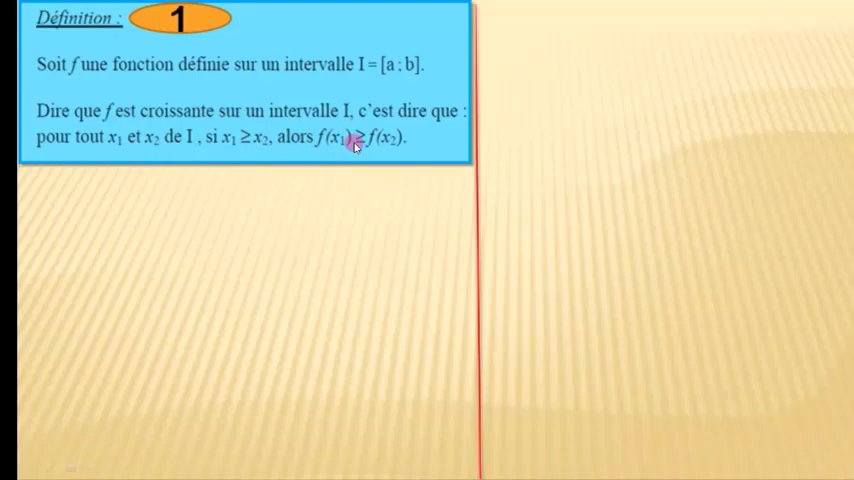 Définition : 1
Soit f une fonction définie sur un intervalle I = [a ; b].
Dire que f est croissante sur un intervalle I, c’est dire que :
pour tout x₁ et x₂ de I , si x₁ ≥ x₂, alors f(x₁) ≥ f(x₂).